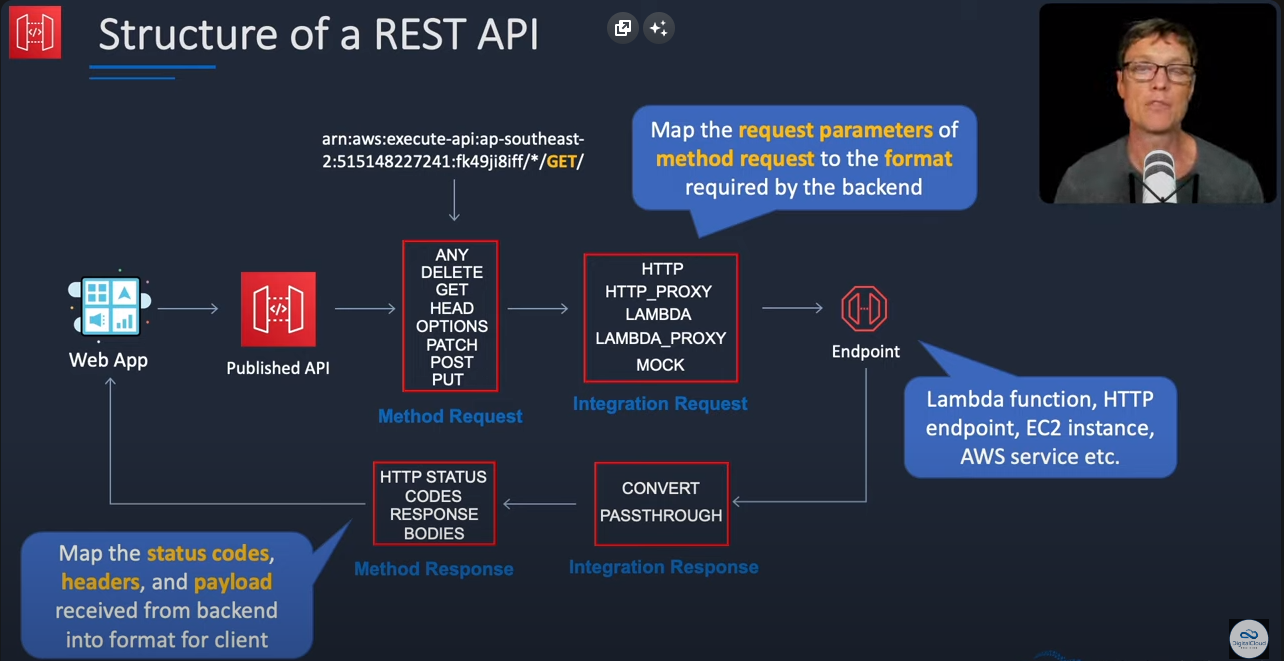 Structure of a REST API
arn:aws:execute-api:ap-southeast-
2:515148227241:fk49ji8iff/*/GET/
Map the request parameters of
method request to the format
required by the backend
Web App
Published API
ANY
DELETE
GET
HEAD
OPTIONS
PATCH
POST
PUT
Method Request
HTTP
HTTP_PROXY
LAMBDA
LAMBDA_PROXY
MOCK
Integration Request
Endpoint
Lambda function, HTTP
endpoint, EC2 instance,
AWS service etc.
HTTP STATUS
CODES
RESPONSE
BODIES
Method Response
CONVERT
PASSTHROUGH
Integration Response
Map the status codes,
headers, and payload
received from backend
into format for client
DigitalCloud